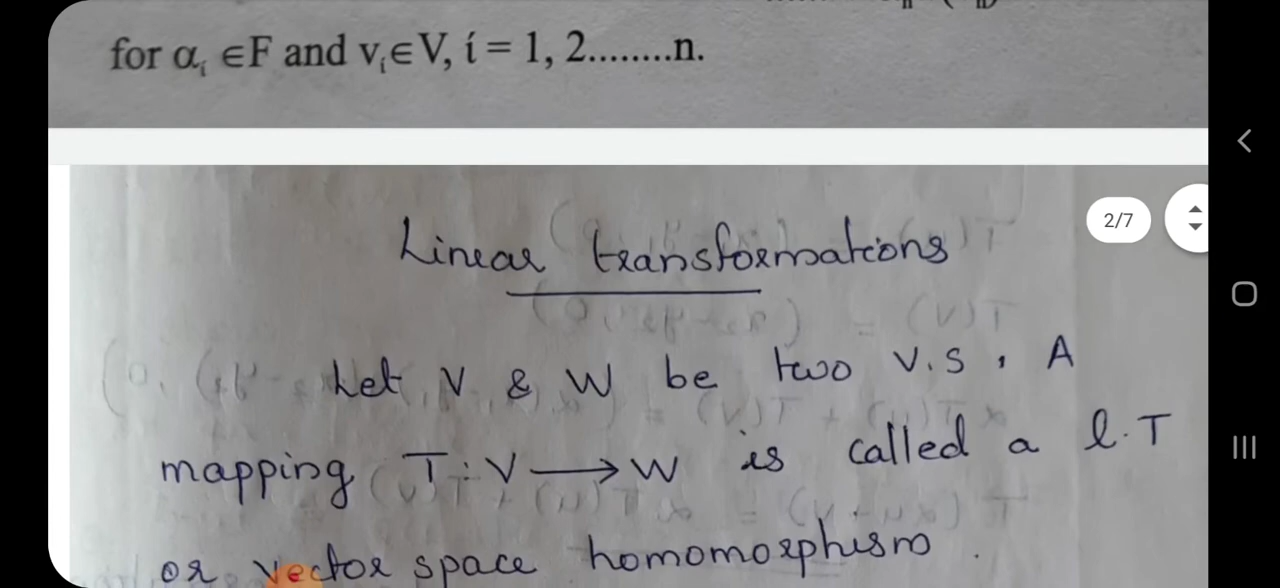 for αᵢ ∈F and vᵢ∈V, í = 1, 2........n.
2/7
Linear transformations
Let V & W be two V.S, A
mapping T : V ⟶ W is called a l.T
or vector space homomorphism.